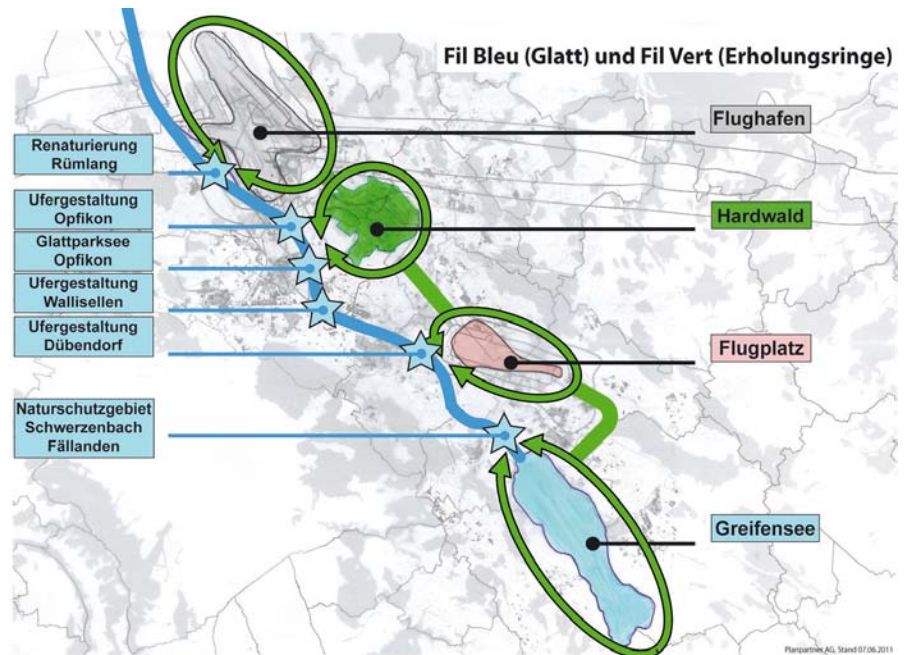 Fil Bleu (Glatt) und Fil Vert (Erholungsringe)
Flughafen
Renaturierung
Rümlang
Ufergestaltung
Opfikon
Hardwald
Glattparksee
Opfikon
Ufergestaltung
Wallisellen
Ufergestaltung
Dübendorf
Flugplatz
Naturschutzgebiet
Schwerzenbach
Fällanden
Greifensee
Planpartner AG, Stand 07.06.2011